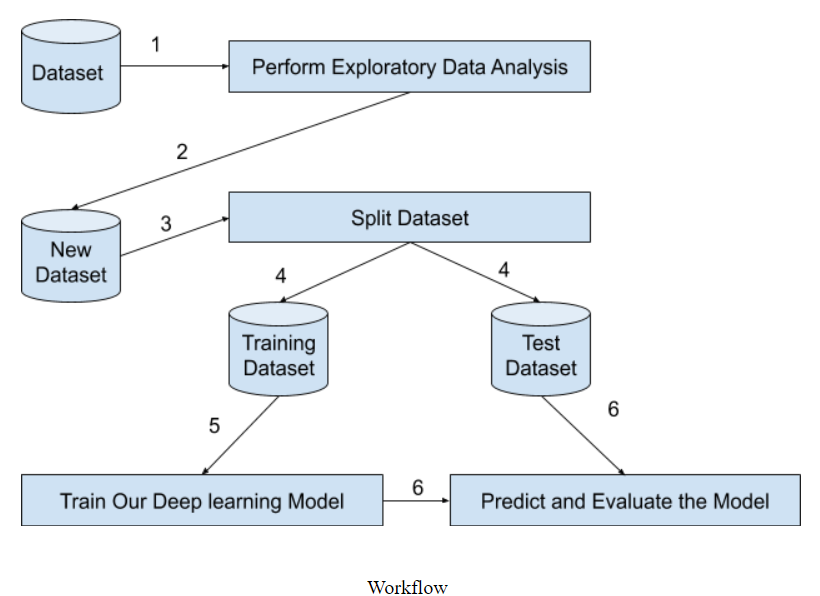 1
Dataset
Perform Exploratory Data Analysis
2
3
New
Dataset
Split Dataset
4
4
Training
Dataset
Test
Dataset
5
6
Train Our Deep learning Model
6
Predict and Evaluate the Model
Workflow